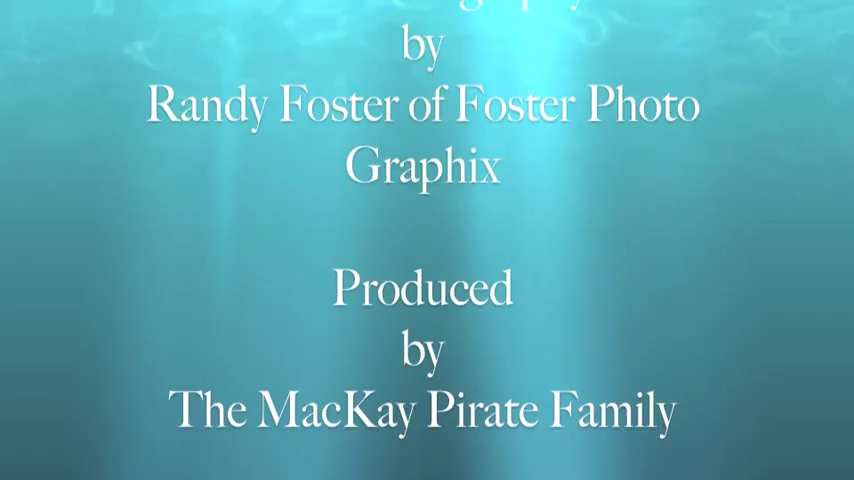 by
Randy Foster of Foster Photo
Graphix
Produced
by
The MacKay Pirate Family